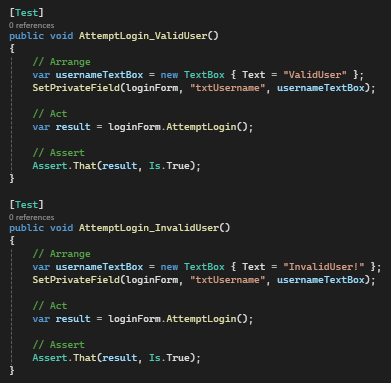 [Test]
0 references
public void AttemptLogin_ValidUser()
{
// Arrange
var usernameTextBox = new TextBox { Text = "ValidUser" };
SetPrivateField(loginForm, "txtUsername", usernameTextBox);
// Act
var result = loginForm.AttemptLogin();
// Assert
Assert.That(result, Is.True);
}
[Test]
0 references
public void AttemptLogin_InvalidUser()
{
// Arrange
var usernameTextBox = new TextBox { Text = "InvalidUser!" };
SetPrivateField(loginForm, "txtUsername", usernameTextBox);
// Act
var result = loginForm.AttemptLogin();
// Assert
Assert.That(result, Is.True);
}